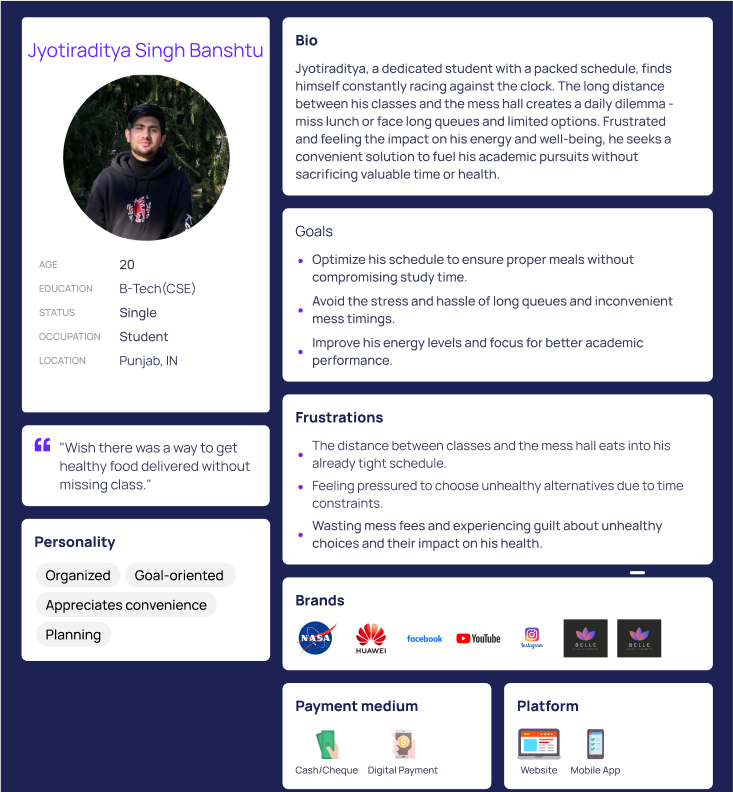 Jyotiraditya Singh Banshtu
AGE 20
EDUCATION B-Tech(CSE)
STATUS Single
OCCUPATION Student
LOCATION Punjab, IN
"Wish there was a way to get
healthy food delivered without
missing class."
Personality
Organized Goal-oriented
Appreciates convenience
Planning
Bio
Jyotiraditya, a dedicated student with a packed schedule, finds
himself constantly racing against the clock. The long distance
between his classes and the mess hall creates a daily dilemma -
miss lunch or face long queues and limited options. Frustrated
and feeling the impact on his energy and well-being, he seeks a
convenient solution to fuel his academic pursuits without
sacrificing valuable time or health.
Goals
Optimize his schedule to ensure proper meals without
compromising study time.
Avoid the stress and hassle of long queues and inconvenient
mess timings.
Improve his energy levels and focus for better academic
performance.
Frustrations
The distance between classes and the mess hall eats into his
already tight schedule.
Feeling pressured to choose unhealthy alternatives due to time
constraints.
Wasting mess fees and experiencing guilt about unhealthy
choices and their impact on his health.
Brands
NASA HUAWEI facebook YouTube Instagram BELLE BELLE
Payment medium
Cash/Cheque Digital Payment
Platform
Website Mobile App